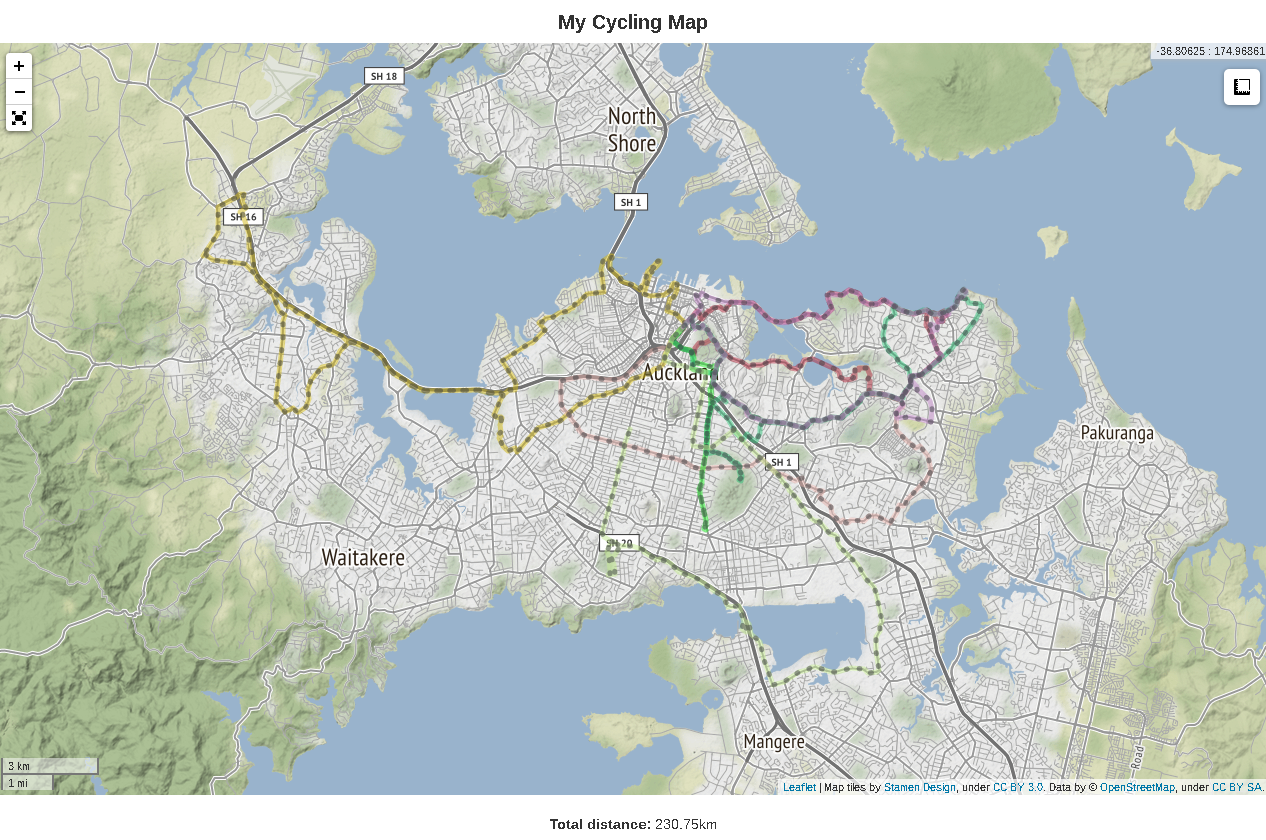 My Cycling Map
-36.80625 : 174.96861
+
−
SH 18
North
Shore
SH 1
SH 16
Auckland
Pakuranga
SH 1
SH 20
Waitakere
Mangere
Road
3 km
1 mi
Leaflet | Map tiles by Stamen Design, under CC BY 3.0. Data by © OpenStreetMap, under CC BY SA.
Total distance: 230.75km